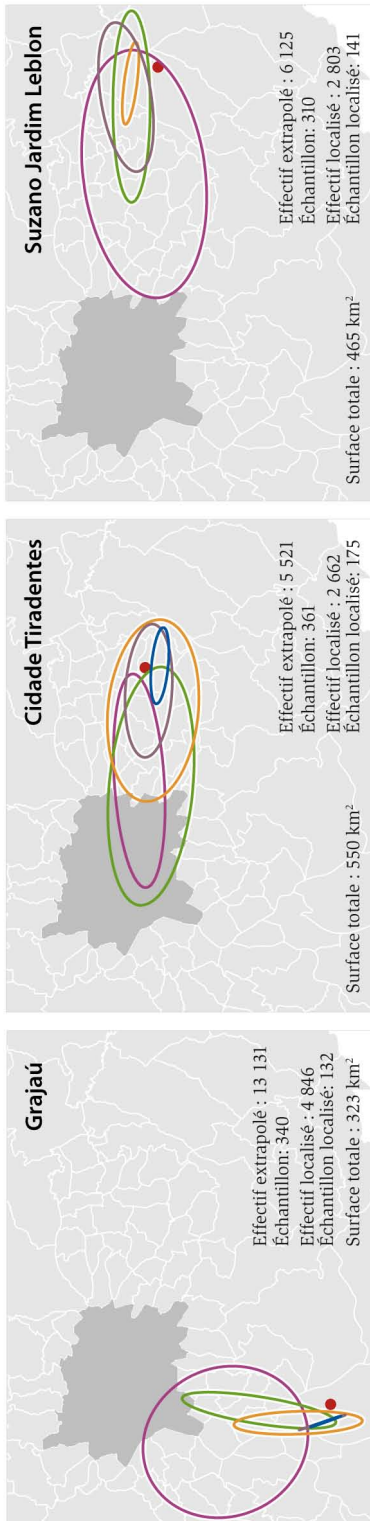 Grajaú
Effectif extrapolé : 13 131
Échantillon: 340
Effectif localisé : 4 846
Échantillon localisé: 132
Surface totale : 323 km²
Cidade Tiradentes
Effectif extrapolé : 5 521
Échantillon: 361
Effectif localisé : 2 662
Échantillon localisé: 175
Surface totale : 550 km²
Suzano Jardim Leblon
Effectif extrapolé : 6 125
Échantillon: 310
Effectif localisé : 2 803
Échantillon localisé: 141
Surface totale : 465 km²